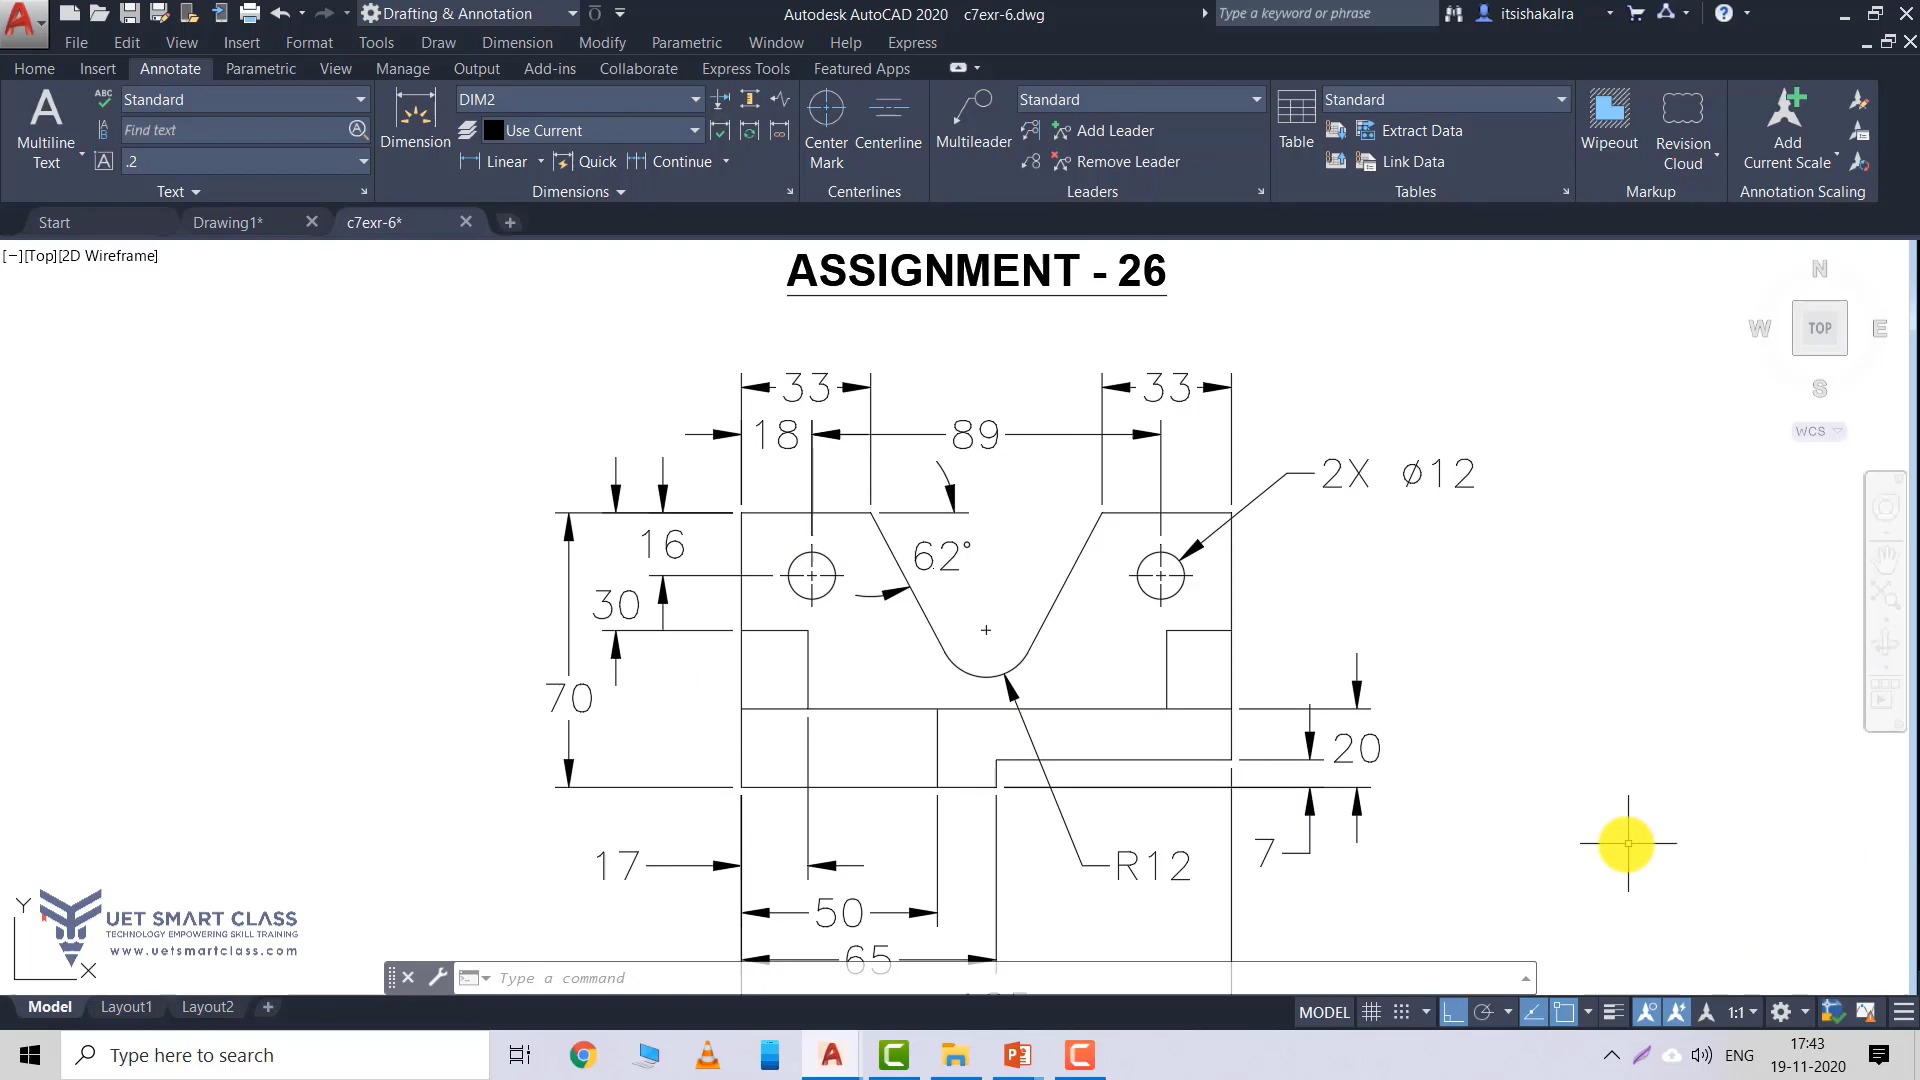 Drafting & Annotation
Autodesk AutoCAD 2020 c7exr-6.dwg
Type a keyword or phrase
itsishakalra
File Edit View Insert Format Tools Draw Dimension Modify Parametric Window Help Express
Home Insert Annotate Parametric View Manage Output Add-ins Collaborate Express Tools Featured Apps
Multiline Text
ABC
Standard
Find text
.2
Text
Dimension
DIM2
Use Current
Linear Quick Continue
Dimensions
Center Mark
Centerline
Centerlines
Multileader
Standard
Add Leader
Remove Leader
Leaders
Table
Standard
Extract Data
Link Data
Tables
Wipeout
Revision Cloud
Markup
Add Current Scale
Annotation Scaling
Start Drawing1* c7exr-6*
[−][Top][2D Wireframe]
ASSIGNMENT - 26
N
W TOP E
S
WCS
33 33
18 89
2X ø12
16
62°
30
70
20
7
17
R12
50
65
Y
X
UET SMART CLASS
TECHNOLOGY EMPOWERING SKILL TRAINING
www.uetsmartclass.com
Type a command
Model Layout1 Layout2
MODEL
1:1
Type here to search
ENG
17:43
19-11-2020